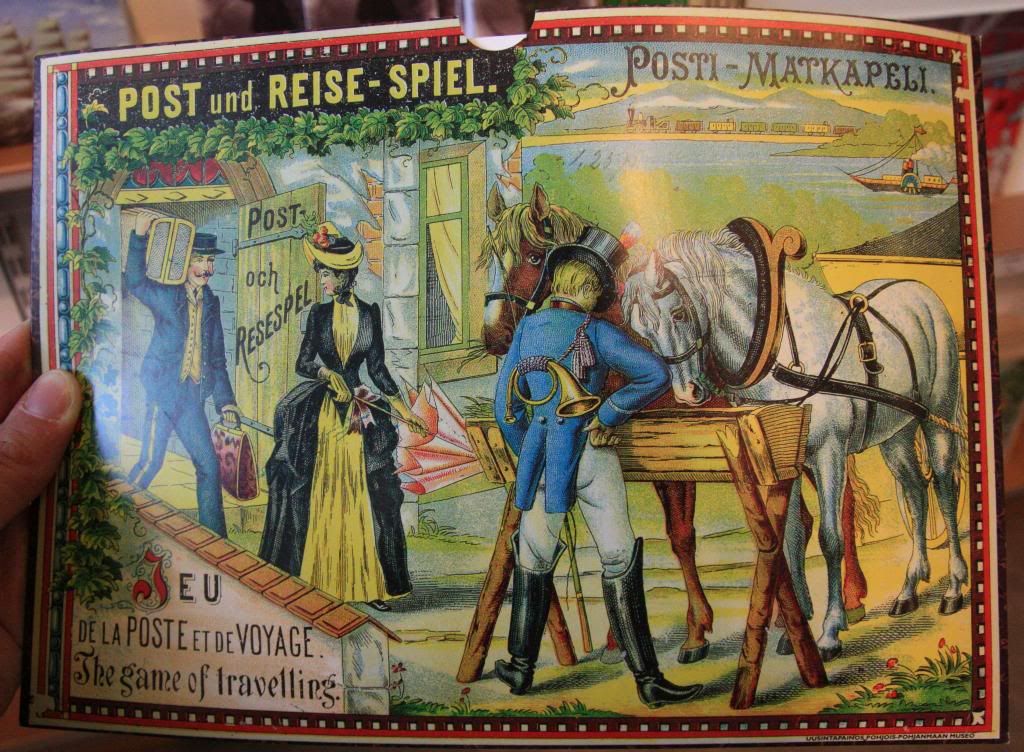 POST und REISE-SPIEL.
POSTI-MATKAPELI.
POST-
och
RESESPEL
JEU
DE LA POSTE ET DE VOYAGE.
The game of travelling.
UUSINTAPAINOS POHJOIS-POHJANMAAN MUSEO